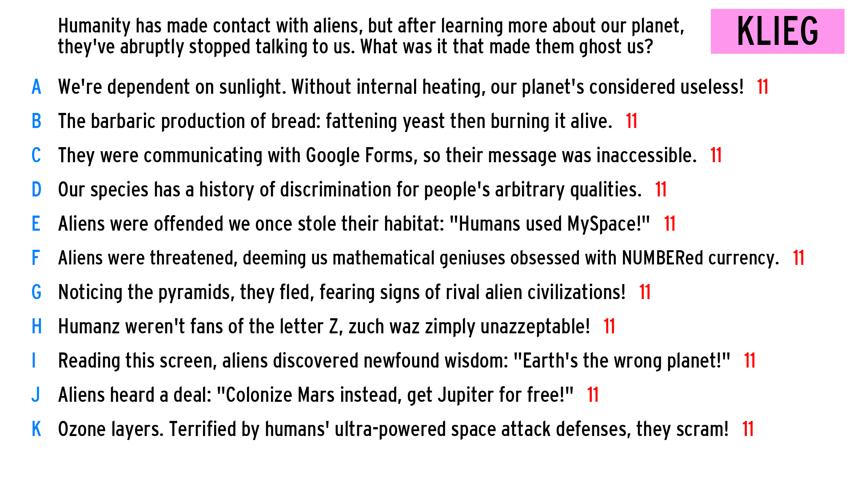 Humanity has made contact with aliens, but after learning more about our planet,
they've abruptly stopped talking to us. What was it that made them ghost us?
KLIEG
A We're dependent on sunlight. Without internal heating, our planet's considered useless! 11
B The barbaric production of bread: fattening yeast then burning it alive. 11
C They were communicating with Google Forms, so their message was inaccessible. 11
D Our species has a history of discrimination for people's arbitrary qualities. 11
E Aliens were offended we once stole their habitat: "Humans used MySpace!" 11
F Aliens were threatened, deeming us mathematical geniuses obsessed with NUMBERed currency. 11
G Noticing the pyramids, they fled, fearing signs of rival alien civilizations! 11
H Humanz weren't fans of the letter Z, zuch waz zimply unazzeptable! 11
I Reading this screen, aliens discovered newfound wisdom: "Earth's the wrong planet!" 11
J Aliens heard a deal: "Colonize Mars instead, get Jupiter for free!" 11
K Ozone layers. Terrified by humans' ultra-powered space attack defenses, they scram! 11